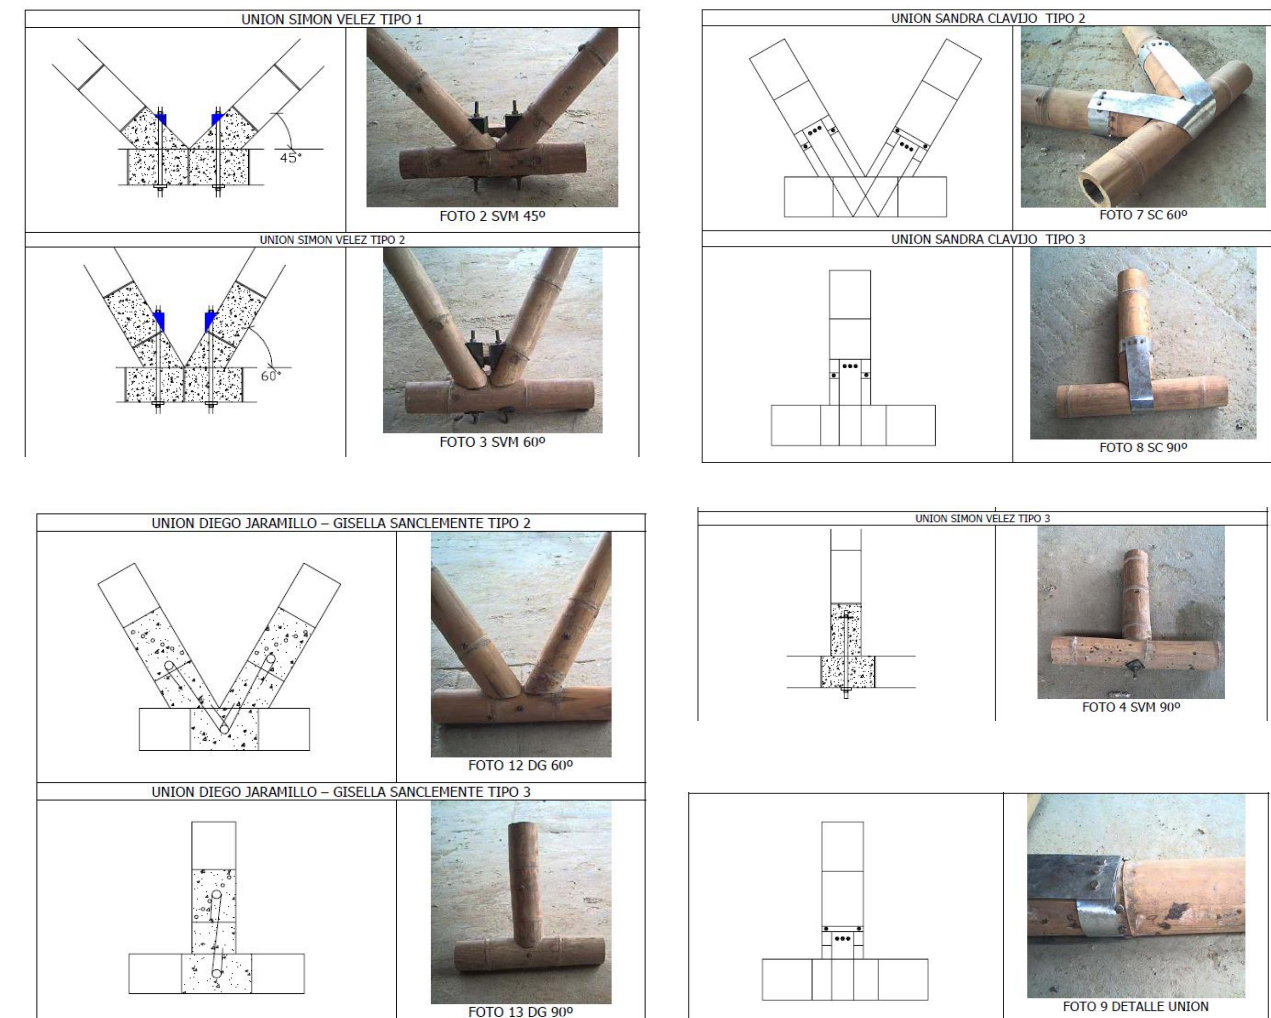 UNION SIMON VELEZ TIPO 1
45°
FOTO 2 SVM 45º
UNION SIMON VELEZ TIPO 2
60°
FOTO 3 SVM 60º
UNION SANDRA CLAVIJO TIPO 2
FOTO 7 SC 60º
UNION SANDRA CLAVIJO TIPO 3
FOTO 8 SC 90º
UNION DIEGO JARAMILLO – GISELLA SANCLEMENTE TIPO 2
FOTO 12 DG 60º
UNION DIEGO JARAMILLO – GISELLA SANCLEMENTE TIPO 3
FOTO 13 DG 90º
UNION SIMON VELEZ TIPO 3
FOTO 4 SVM 90º
FOTO 9 DETALLE UNION